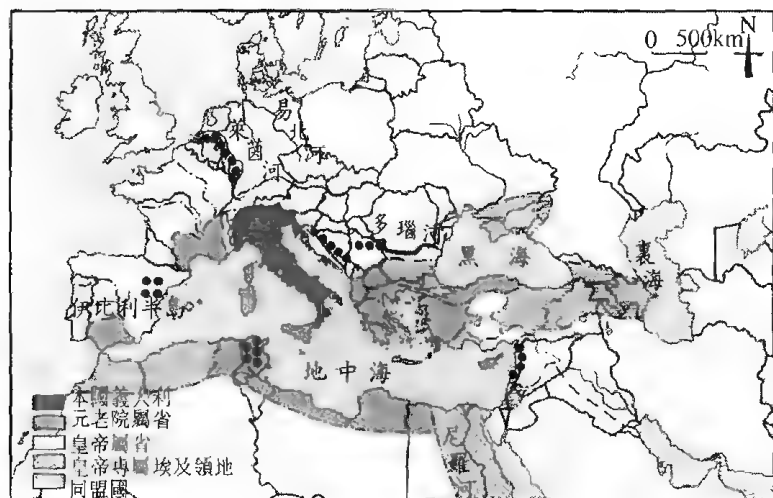 N
0 500km
萊茵河
易北河
多瑙河
黑海
裏海
伊比利半島
地中海
尼羅河
本國義大利
元老院屬省
皇帝屬省
皇帝專屬埃及領地
同盟國